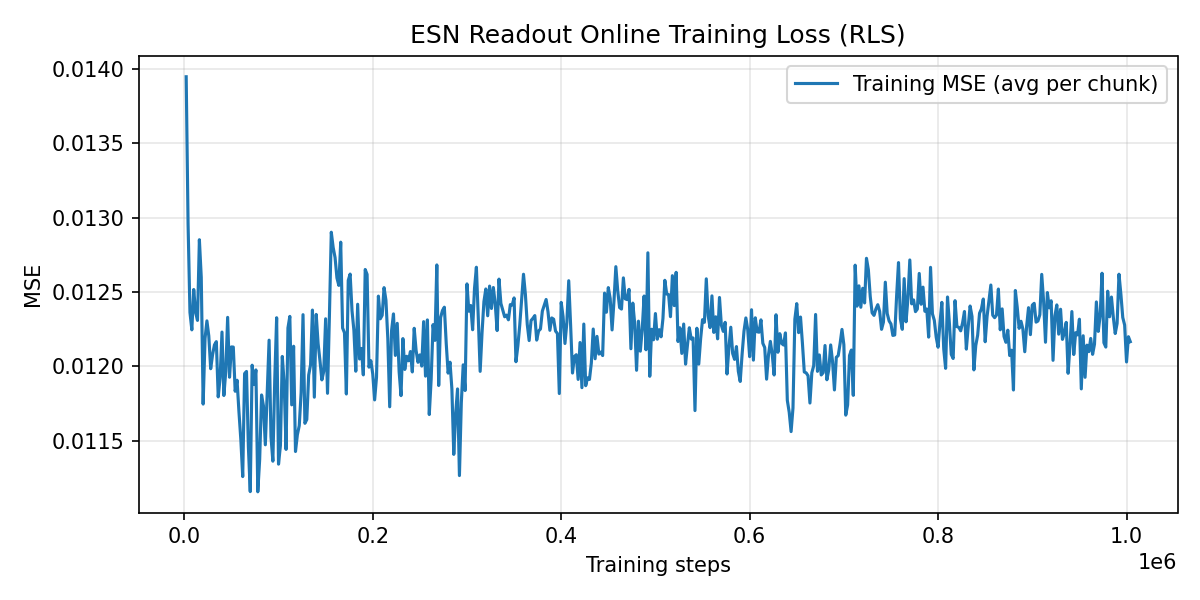 ESN Readout Online Training Loss (RLS)
Training MSE (avg per chunk)
MSE
0.0140
0.0135
0.0130
0.0125
0.0120
0.0115
0.0
0.2
0.4
0.6
0.8
1.0
1e6
Training steps